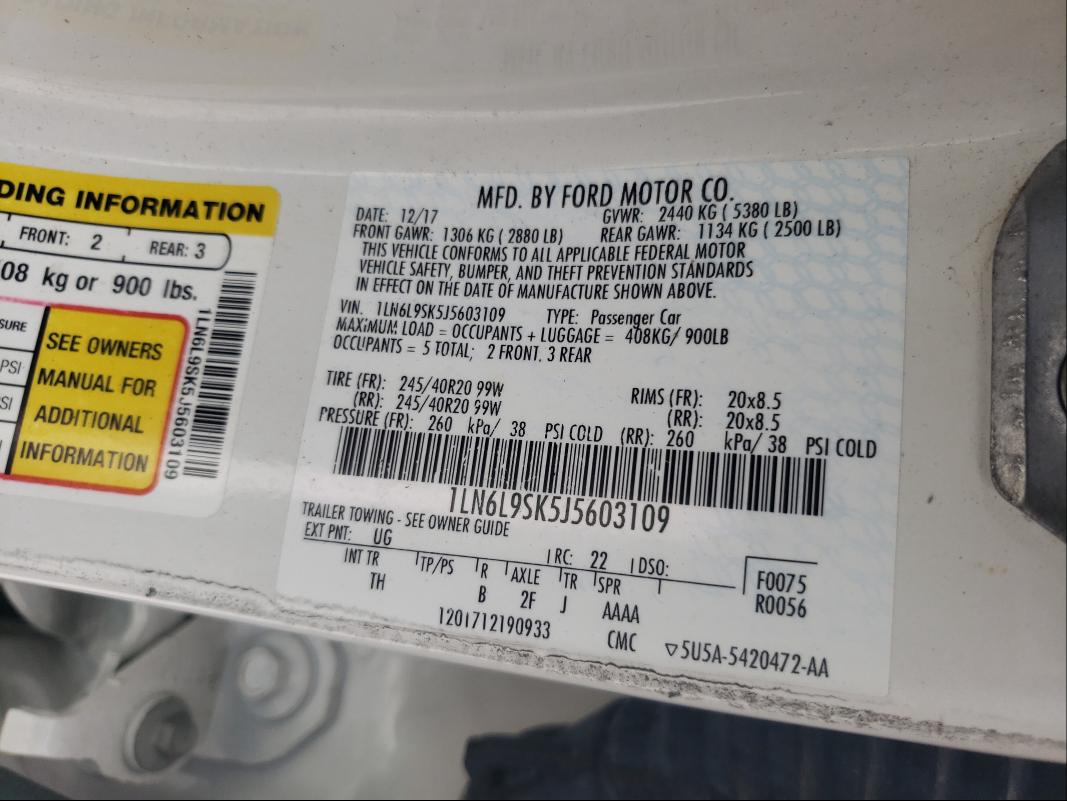 DING INFORMATION
FRONT: 2 REAR: 3
08 kg or 900 lbs.
SURE
PSI
SI
SEE OWNERS
MANUAL FOR
ADDITIONAL
INFORMATION
1LN6L9SK5J5603109
MFD. BY FORD MOTOR CO.
DATE: 12/17 GVWR: 2440 KG ( 5380 LB)
FRONT GAWR: 1306 KG ( 2880 LB) REAR GAWR: 1134 KG ( 2500 LB)
THIS VEHICLE CONFORMS TO ALL APPLICABLE FEDERAL MOTOR
VEHICLE SAFETY, BUMPER, AND THEFT PREVENTION STANDARDS
IN EFFECT ON THE DATE OF MANUFACTURE SHOWN ABOVE.
VIN. 1LN6L9SK5J5603109 TYPE: Passenger Car
MAXIMUM LOAD = OCCUPANTS + LUGGAGE = 408KG/ 900LB
OCCUPANTS = 5 TOTAL; 2 FRONT, 3 REAR
TIRE (FR): 245/40R20 99W RIMS (FR): 20x8.5
(RR): 245/40R20 99W (RR): 20x8.5
PRESSURE (FR): 260 kPa/ 38 PSI COLD (RR): 260 kPa/ 38 PSI COLD
1LN6L9SK5J5603109
TRAILER TOWING - SEE OWNER GUIDE
EXT PNT: UG RC: 22 DSO:
INT TR TP/PS R AXLE TR SPR F0075
TH B 2F J AAAA R0056
1201712190933 CMC ▽5U5A-5420472-AA